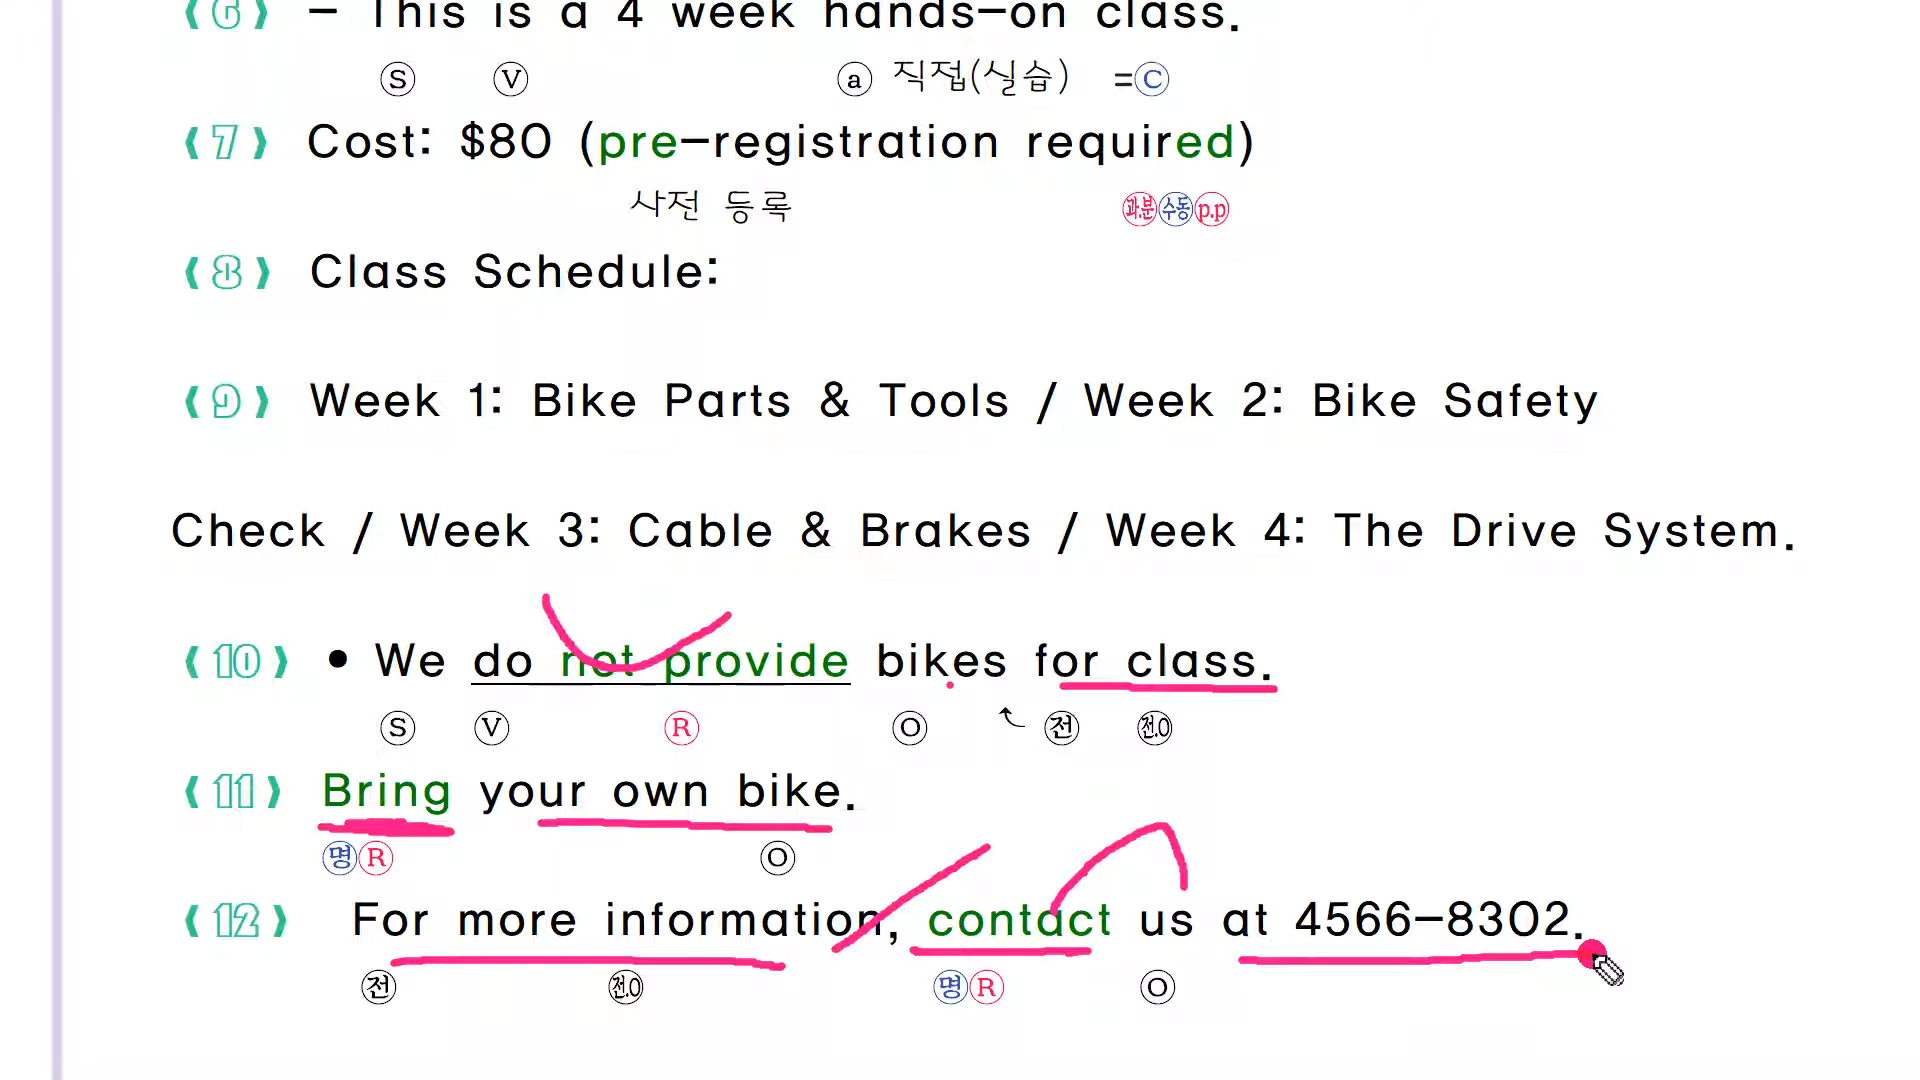 《6》 – This is a 4 week hands–on class.
Ⓢ Ⓥ ⓐ 직접(실습) =Ⓒ
《7》 Cost: $80 (pre–registration required)
사전 등록 과.분 수동 p.p
《8》 Class Schedule:
《9》 Week 1: Bike Parts & Tools / Week 2: Bike Safety
Check / Week 3: Cable & Brakes / Week 4: The Drive System.
《10》 • We do not provide bikes for class.
Ⓢ Ⓥ Ⓡ Ⓞ 전 전.O
《11》 Bring your own bike.
명 Ⓡ Ⓞ
《12》 For more information, contact us at 4566–8302.
전 전.O 명 Ⓡ Ⓞ